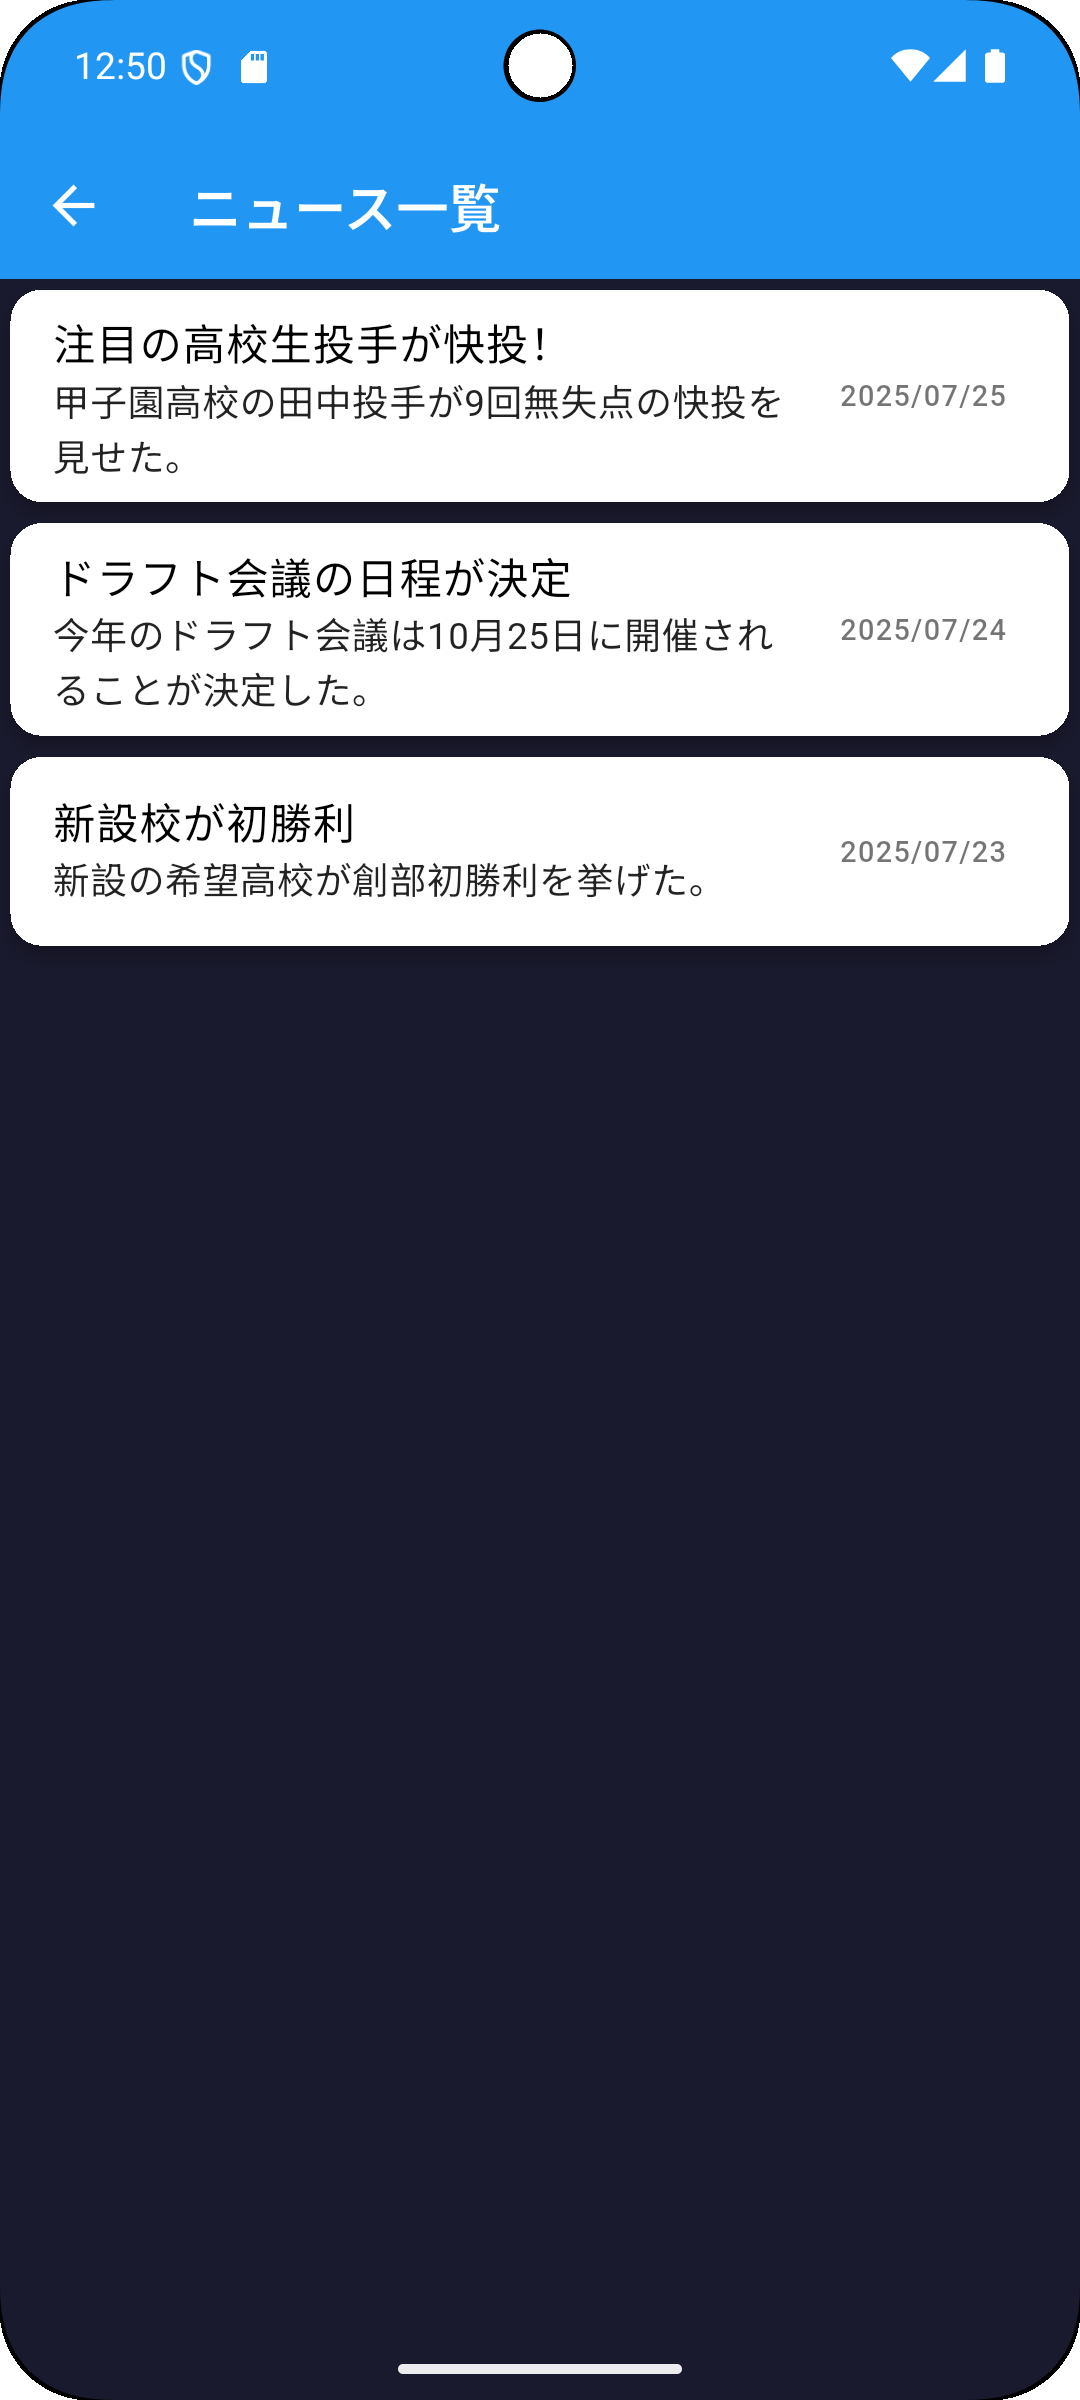 12:50
ニュース一覧
注目の高校生投手が快投！
甲子園高校の田中投手が9回無失点の快投を
見せた。
2025/07/25
ドラフト会議の日程が決定
今年のドラフト会議は10月25日に開催され
ることが決定した。
2025/07/24
新設校が初勝利
新設の希望高校が創部初勝利を挙げた。
2025/07/23